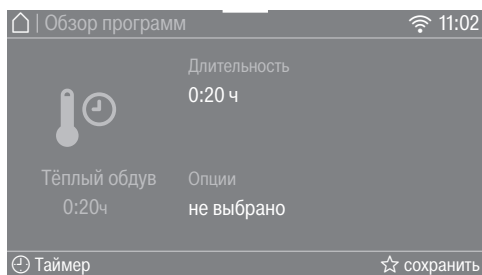 | Обзор программ
11:02
Длительность
0:20 ч
Тёплый обдув
0:20ч
Опции
не выбрано
Таймер
сохранить